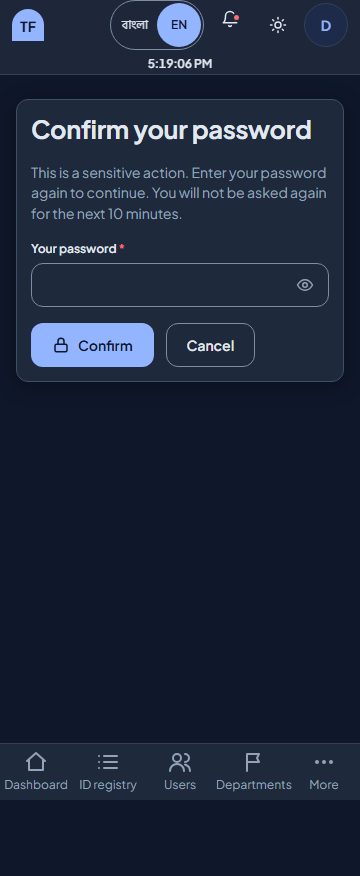 TF
বাংলা
EN
D
5:19:06 PM
Confirm your password
This is a sensitive action. Enter your password
again to continue. You will not be asked again
for the next 10 minutes.
Your password *
Confirm
Cancel
Dashboard
ID registry
Users
Departments
More